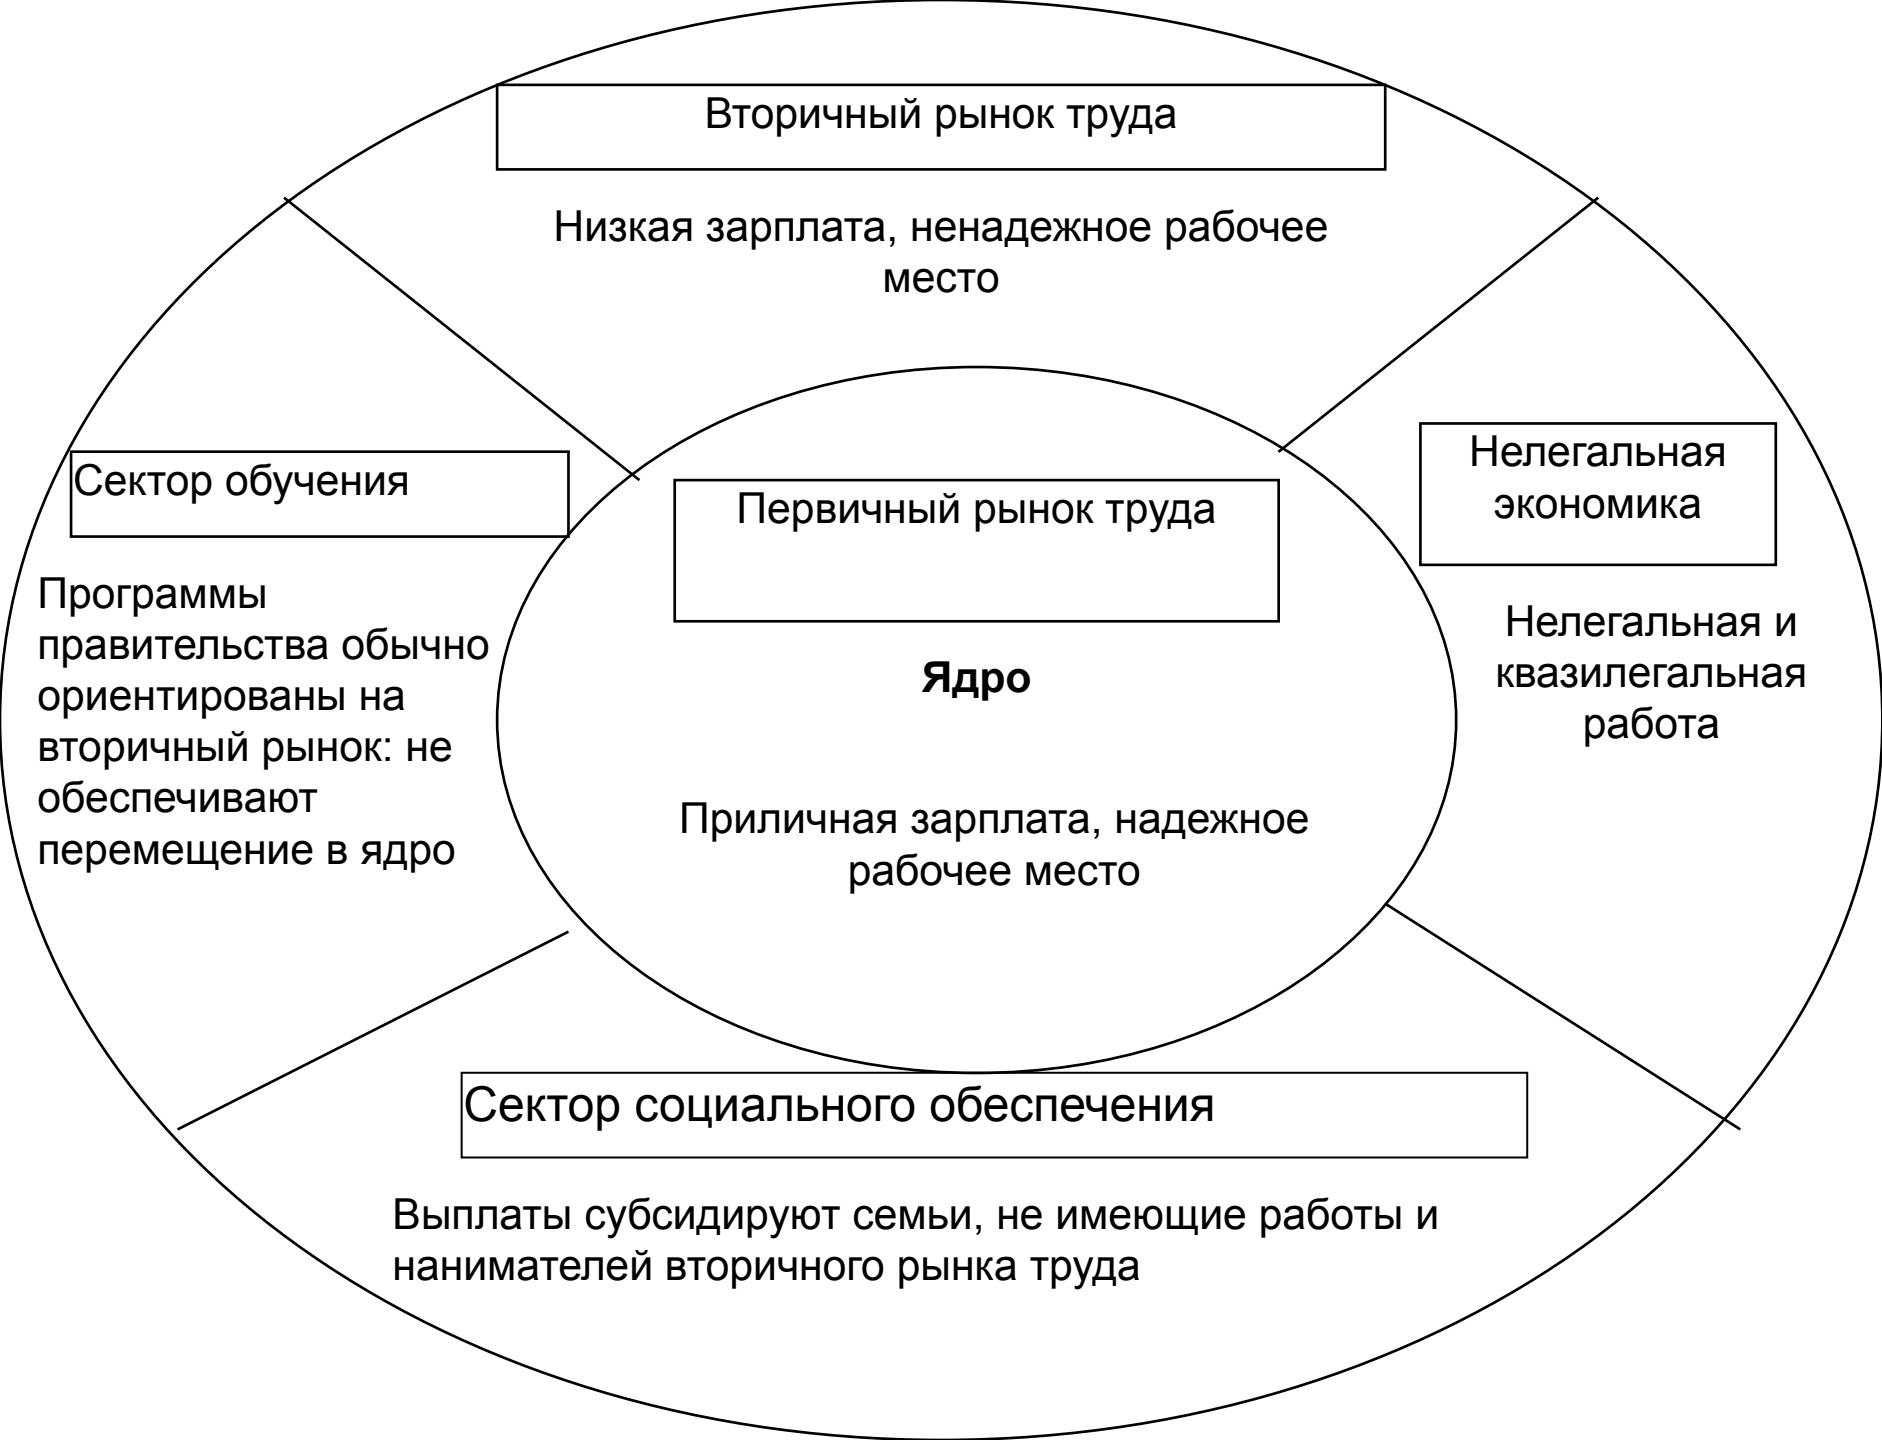 Вторичный рынок труда
Низкая зарплата, ненадежное рабочее
место
Сектор обучения
Программы
правительства обычно
ориентированы на
вторичный рынок: не
обеспечивают
перемещение в ядро
Первичный рынок труда
Ядро
Приличная зарплата, надежное
рабочее место
Нелегальная
экономика
Нелегальная и
квазилегальная
работа
Сектор социального обеспечения
Выплаты субсидируют семьи, не имеющие работы и
нанимателей вторичного рынка труда